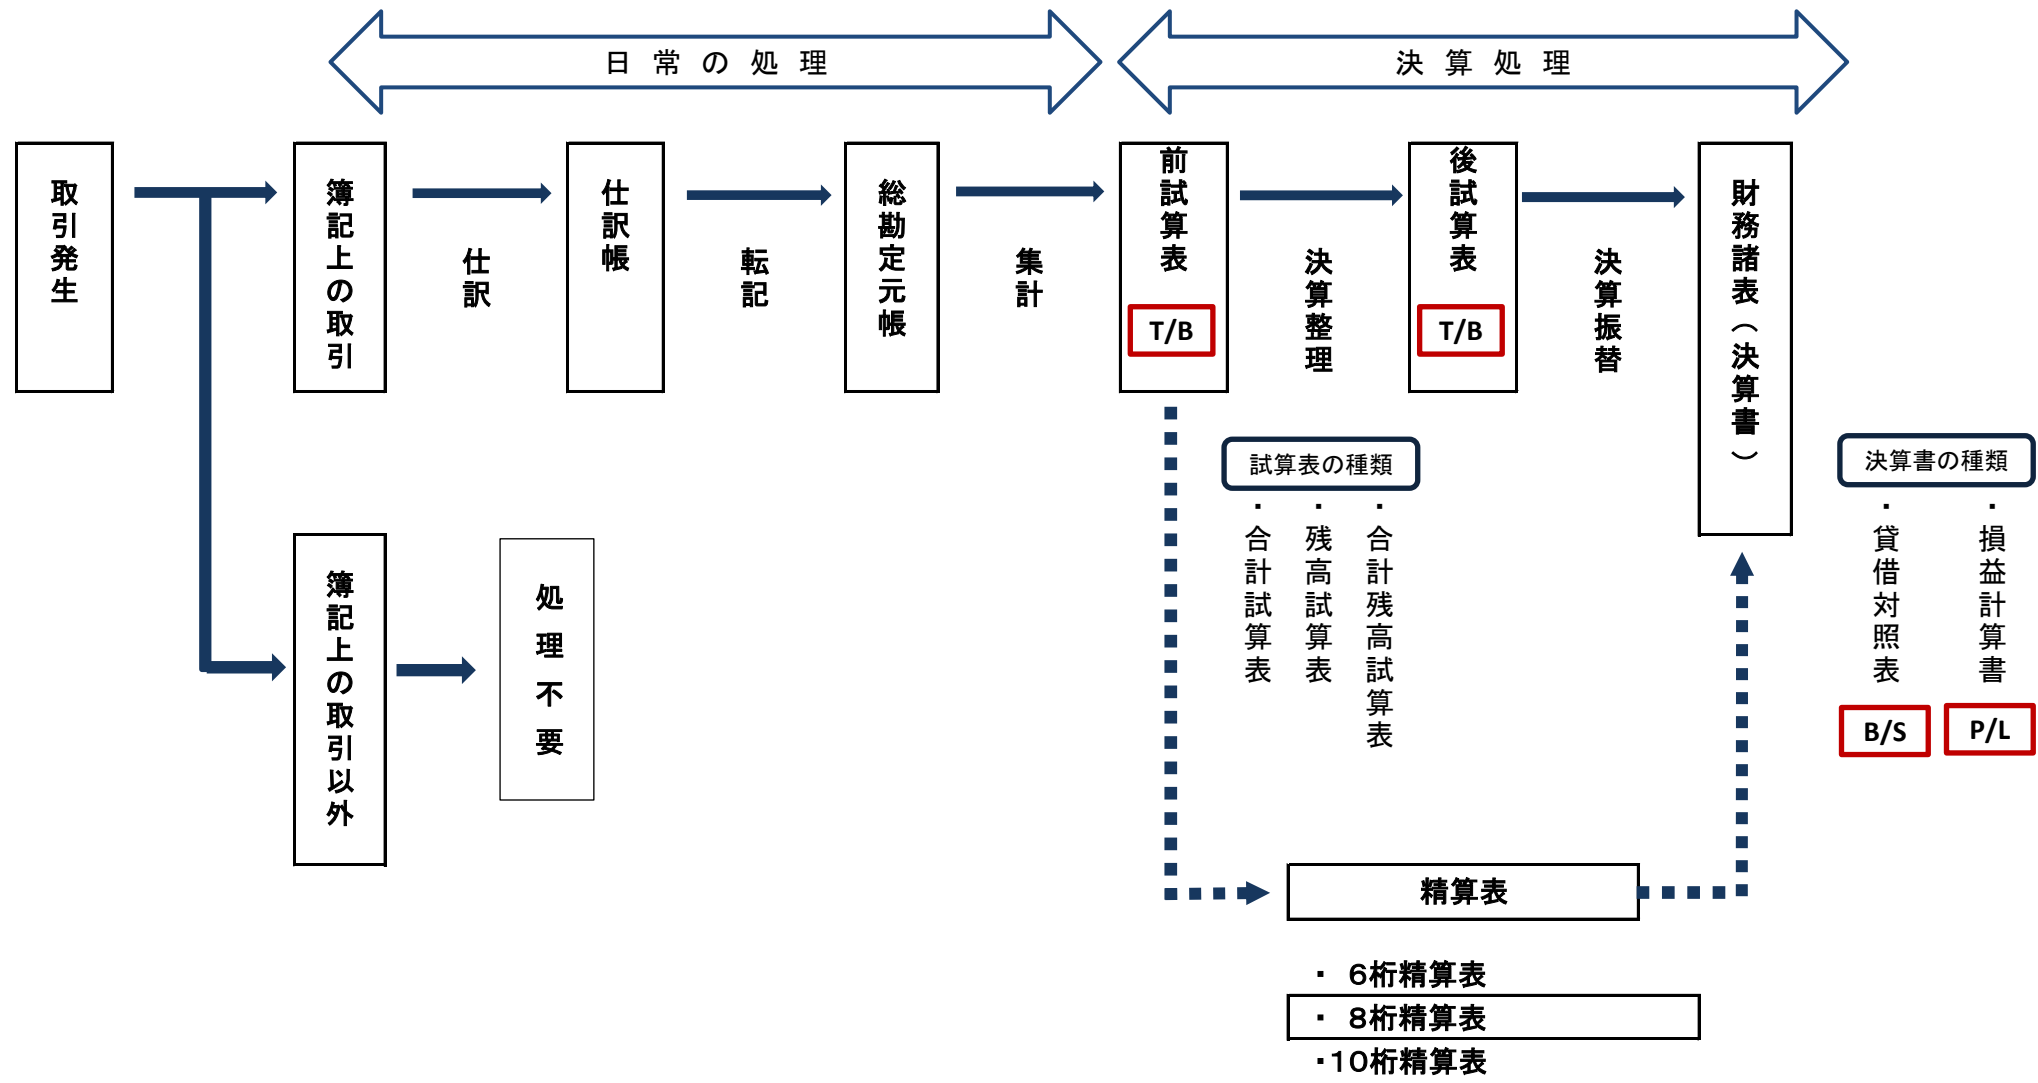 日常の処理
決算処理
取引発生
簿記上の取引
仕訳
仕訳帳
転記
総勘定元帳
集計
前試算表
T/B
決算整理
後試算表
T/B
決算振替
財務諸表（決算書）
試算表の種類
・合計試算表
・残高試算表
・合計残高試算表
決算書の種類
・貸借対照表
B/S
・損益計算書
P/L
簿記上の取引以外
処理不要
精算表
・ 6桁精算表
・ 8桁精算表
・10桁精算表